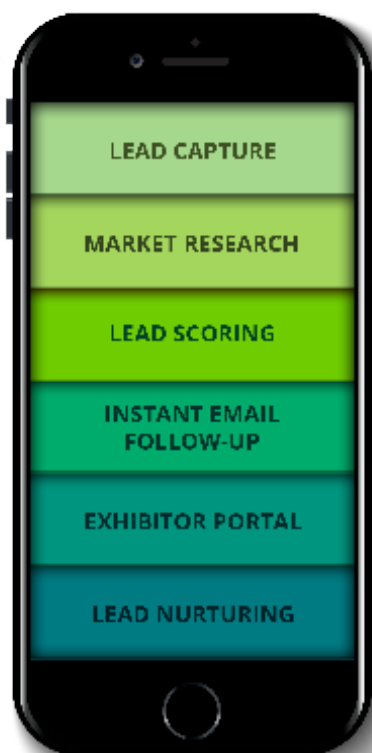 LEAD CAPTURE
MARKET RESEARCH
LEAD SCORING
INSTANT EMAIL
FOLLOW-UP
EXHIBITOR PORTAL
LEAD NURTURING